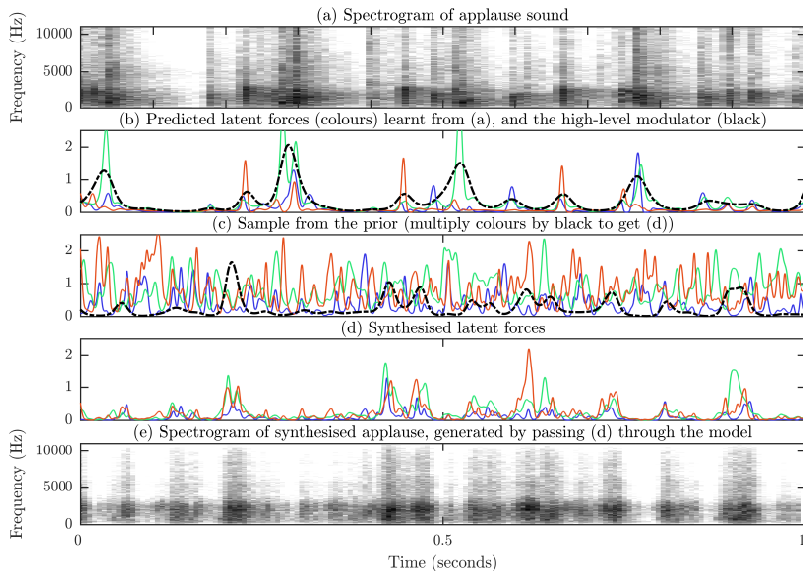 (a) Spectrogram of applause sound
Frequency (Hz)
10000
5000
0
(b) Predicted latent forces (colours) learnt from (a), and the high-level modulator (black)
2
1
0
(c) Sample from the prior (multiply colours by black to get (d))
2
1
0
(d) Synthesised latent forces
2
1
0
(e) Spectrogram of synthesised applause, generated by passing (d) through the model
Frequency (Hz)
10000
5000
0
0
0.5
1
Time (seconds)